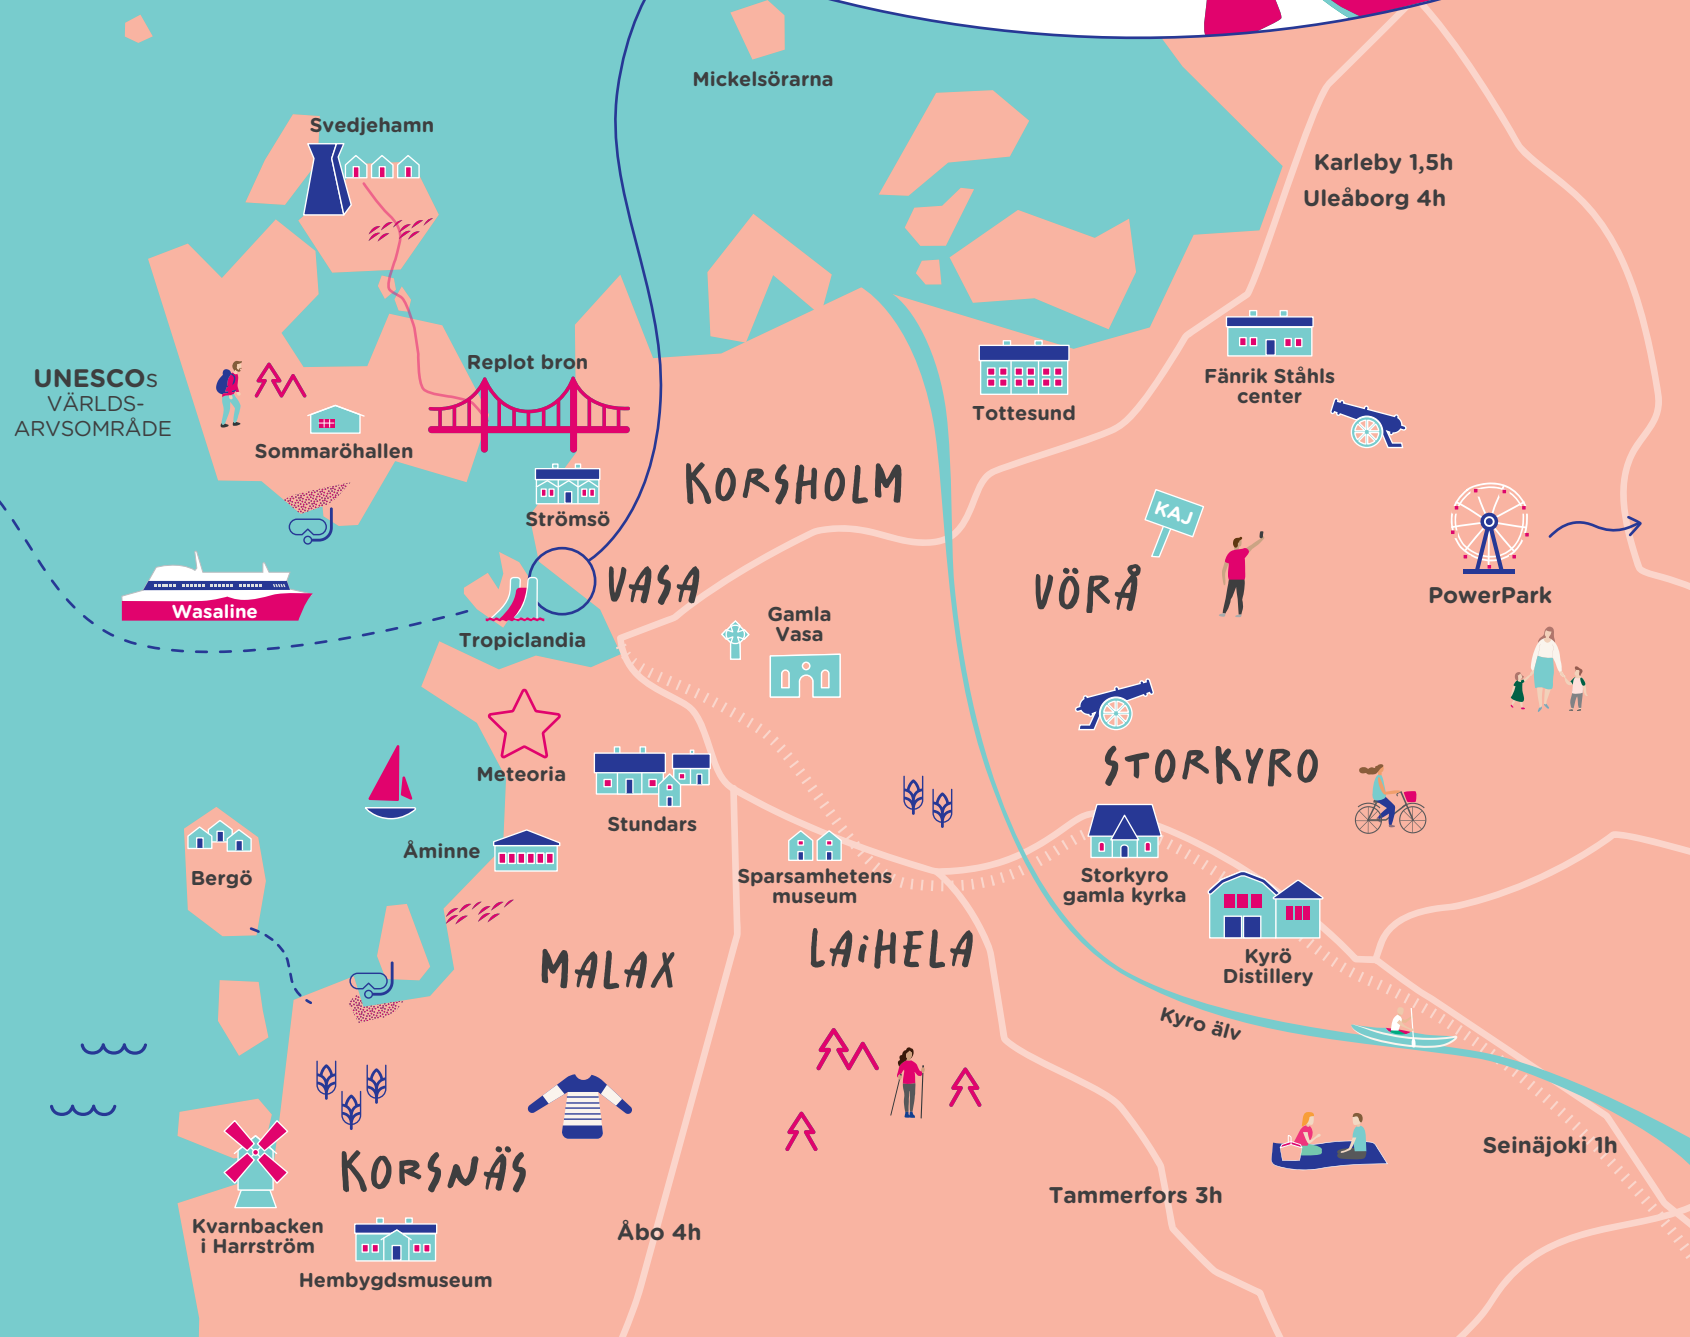 Mickelsörarna
Svedjehamn
Karleby 1,5h
Uleåborg 4h
Replot bron
UNESCOs
VÄRLDS-
ARVSOMRÅDE
Sommaröhallen
Fänrik Ståhls
center
Tottesund
KORSHOLM
Strömsö
KAJ
Wasaline
VASA
VÖRÅ
PowerPark
Tropiclandia
Gamla
Vasa
Meteoria
STORKYRO
Stundars
Åminne
Bergö
Sparsamhetens
museum
Storkyro
gamla kyrka
MALAX
LAiHELA
Kyrö
Distillery
Kyro älv
KORSNÄS
Seinäjoki 1h
Tammerfors 3h
Kvarnbacken
i Harrström
Åbo 4h
Hembygdsmuseum